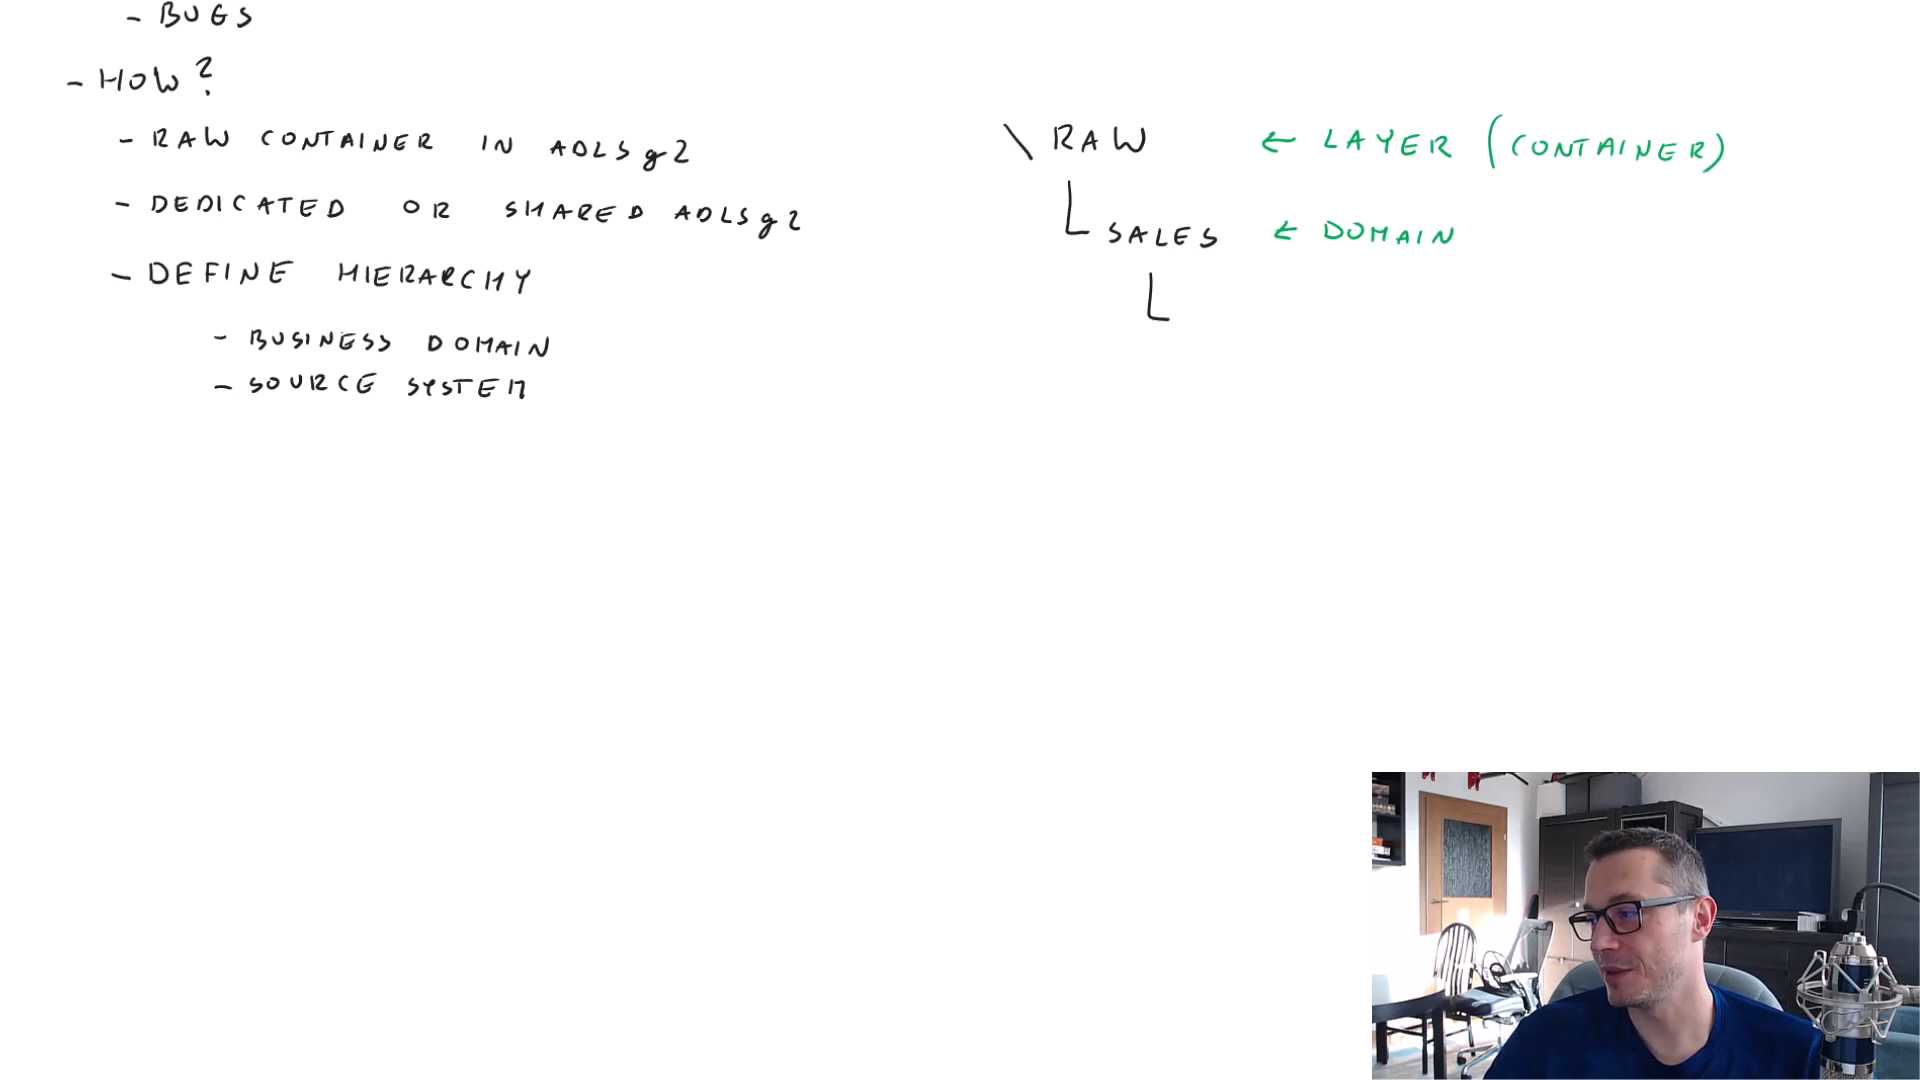 - BUGS
- HOW?
- RAW CONTAINER IN ADLS g2
- DEDICATED OR SHARED ADLS g2
- DEFINE HIERARCHY
- BUSINESS DOMAIN
- SOURCE SYSTEM
\ RAW ← LAYER (CONTAINER)
SALES ← DOMAIN